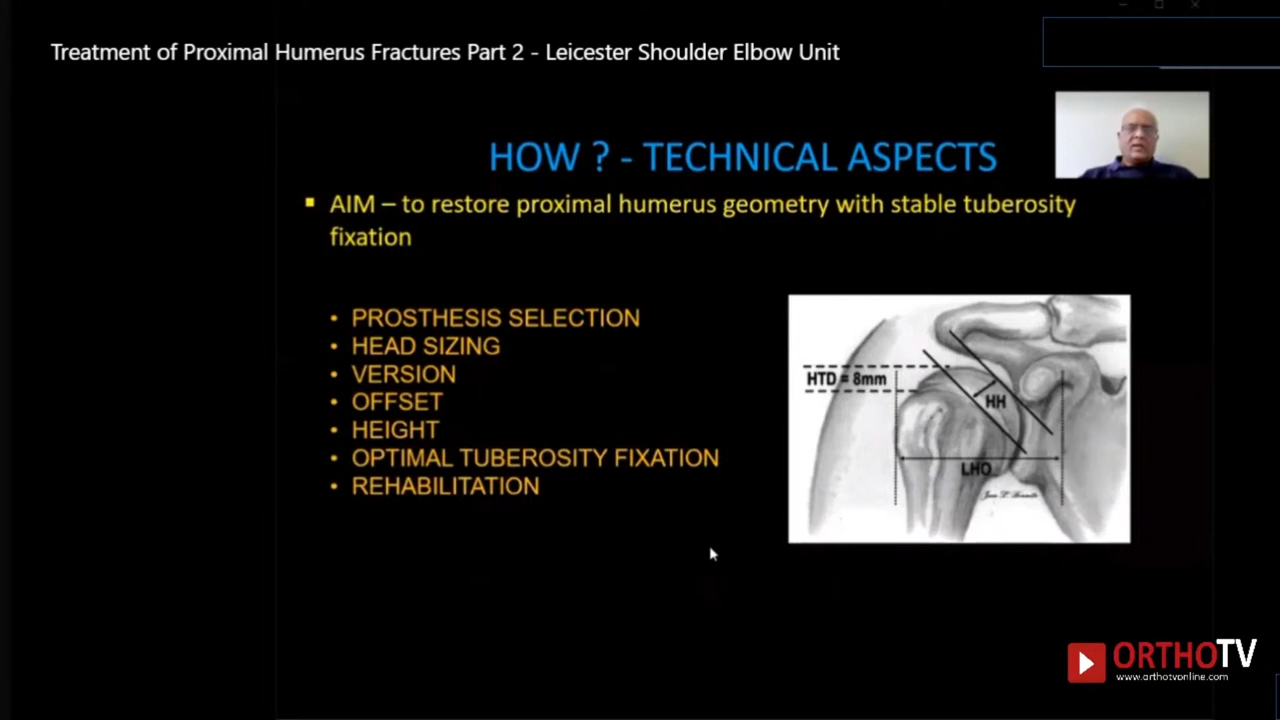 Treatment of Proximal Humerus Fractures Part 2 - Leicester Shoulder Elbow Unit
HOW ? - TECHNICAL ASPECTS
▪ AIM – to restore proximal humerus geometry with stable tuberosity
fixation
• PROSTHESIS SELECTION
• HEAD SIZING
• VERSION
• OFFSET
• HEIGHT
• OPTIMAL TUBEROSITY FIXATION
• REHABILITATION
HTD = 8mm
HH
LHO
ORTHOTV
www.orthotvonline.com